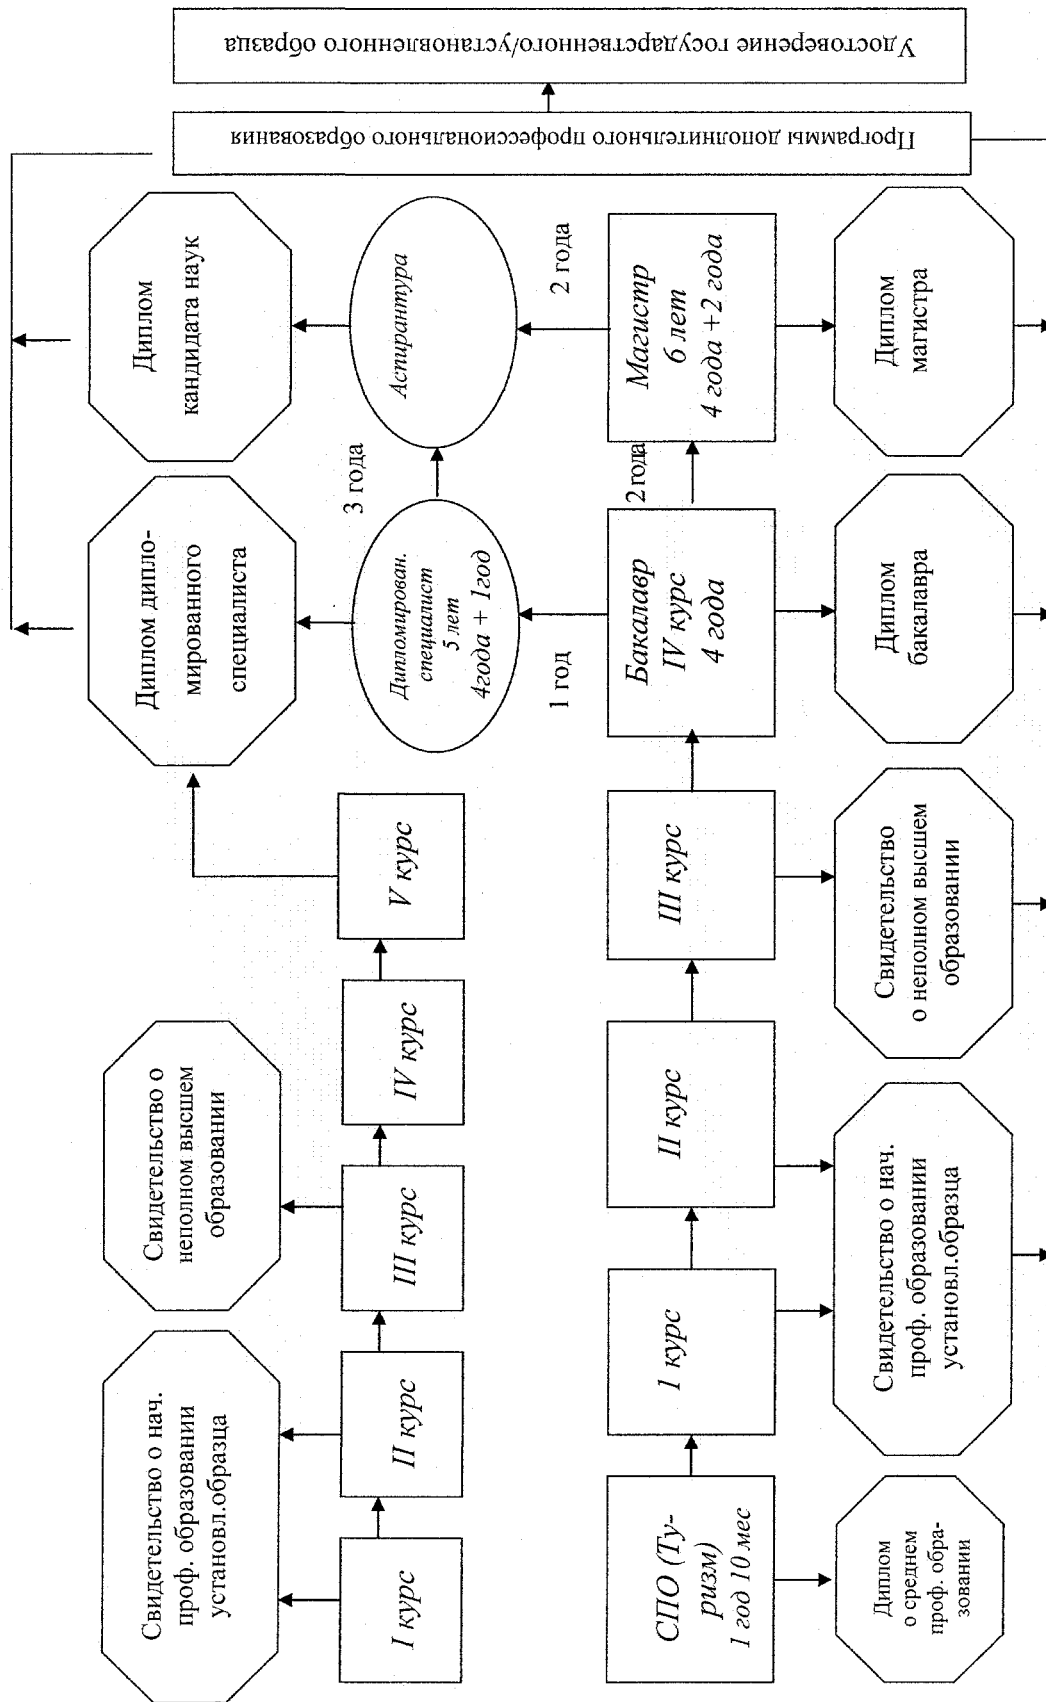 Свидетельство о нач.
проф. образовании
установл.образца
Свидетельство о
неполном высшем
образовании
Диплом дипло-
мированного
специалиста
Диплом
кандидата наук
I курс
II курс
III курс
IV курс
V курс
Дипломирован.
специалист
5 лет
4года + 1год
3 года
Аспирантура
1 год
2 года
СПО (Ту-
ризм)
1 год 10 мес
1 курс
II курс
III курс
Бакалавр
IV курс
4 года
2 года
Магистр
6 лет
4 года +2 года
Диплом
о среднем
проф. обра-
зовании
Свидетельство о нач.
проф. образовании
установл.образца
Свидетельство
о неполном высшем
образовании
Диплом
бакалавра
Диплом
магистра
Программы дополнительного профессионального образования
Удостоверение государственного/установленного образца